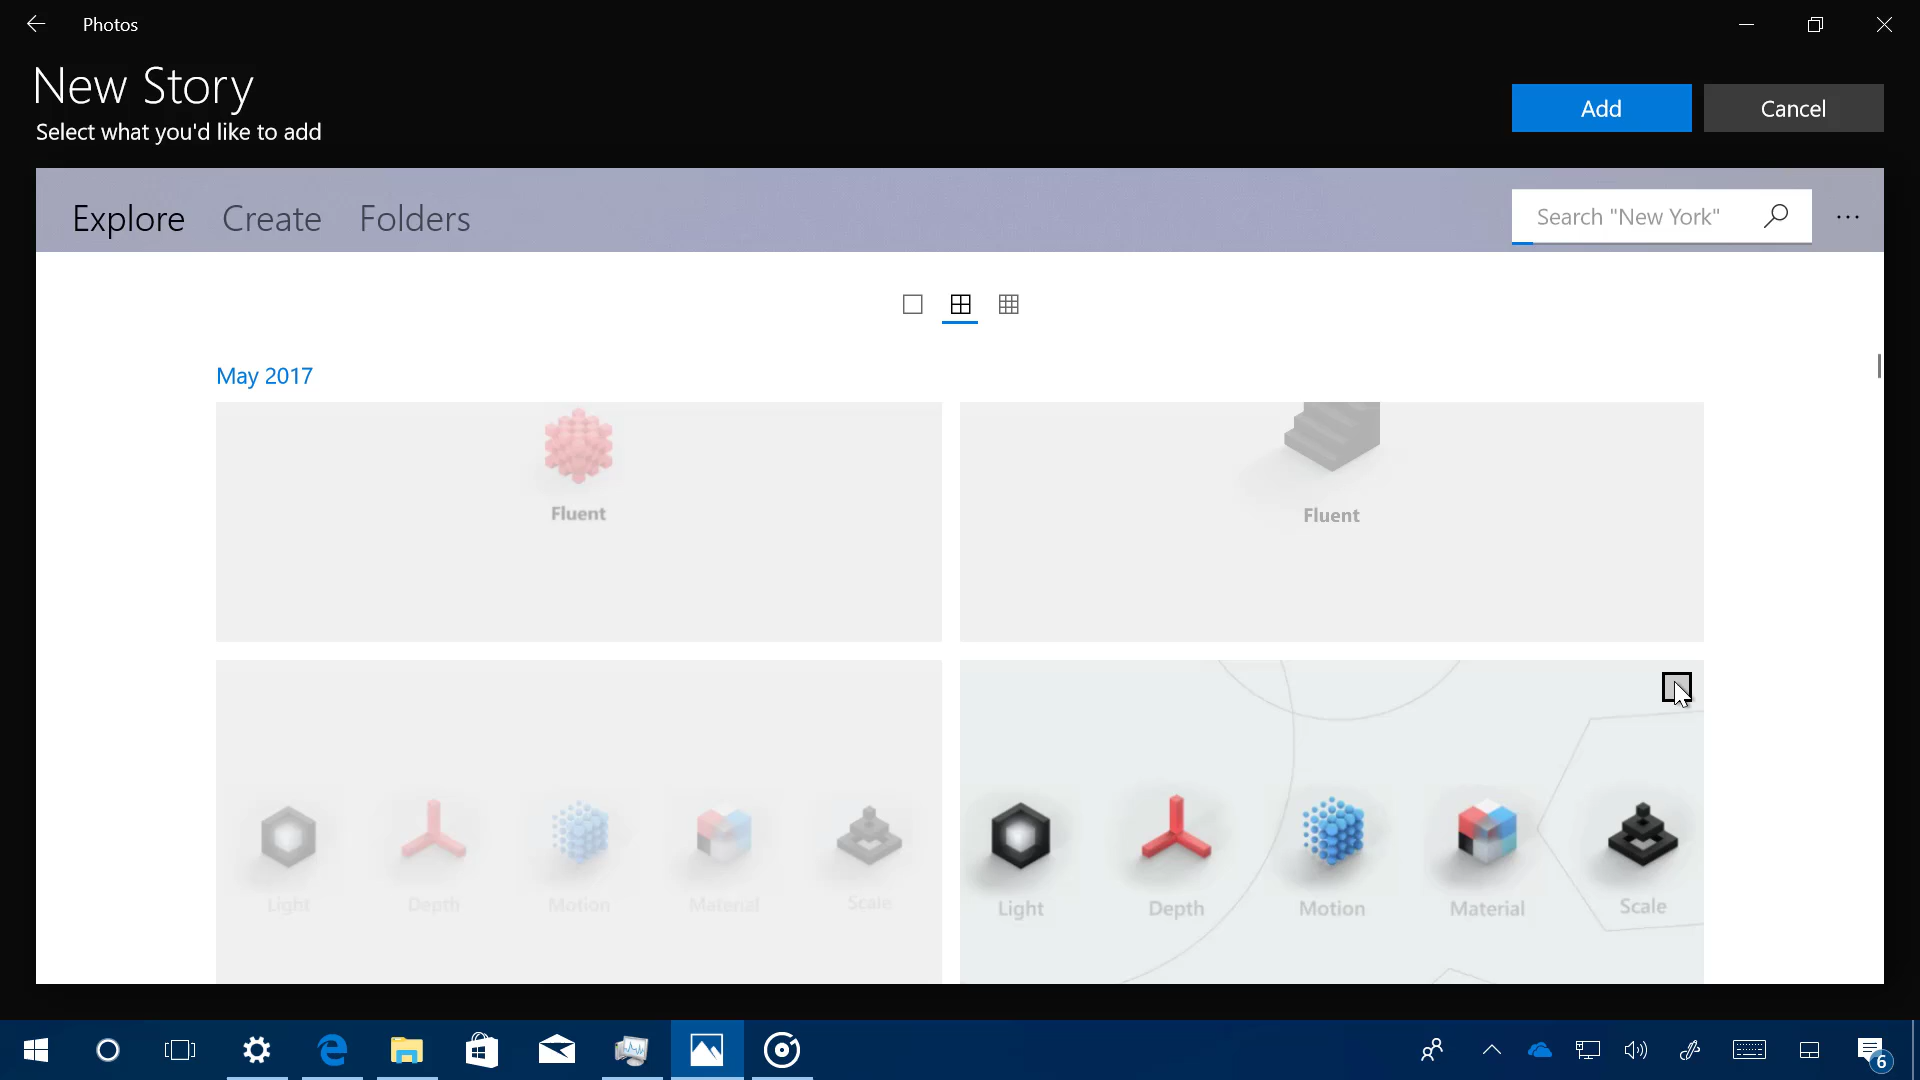 Photos
New Story
Select what you'd like to add
Add
Cancel
Explore
Create
Folders
Search "New York"
May 2017
Fluent
Fluent
Light
Depth
Motion
Material
Scale
Light
Depth
Motion
Material
Scale
6